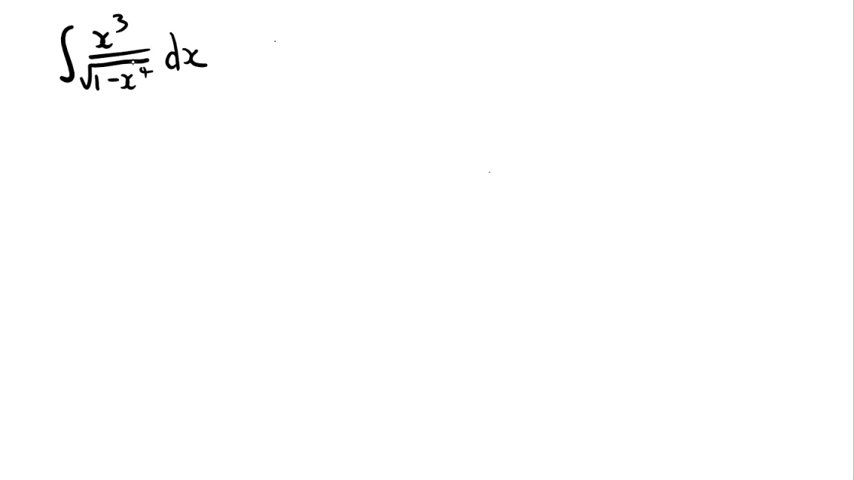 ∫ x³/√(1-x⁴) dx